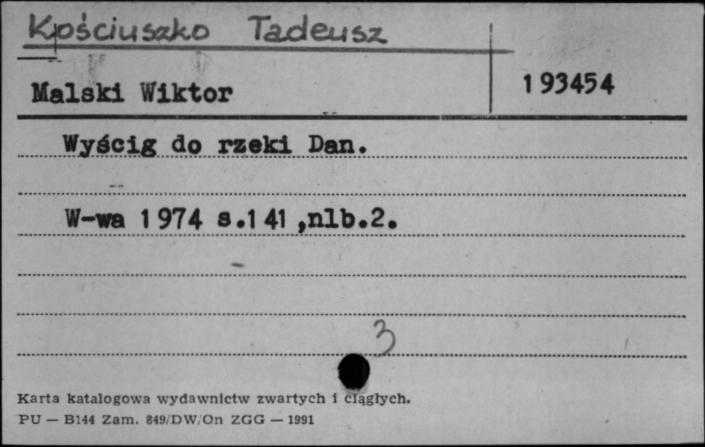 Kościuszko Tadeusz
Malski Wiktor
193454
Wyścig do rzeki Dan.
W-wa 1974 s.141,nlb.2.
3
Karta katalogowa wydawnictw zwartych i ciągłych.
PU — B144 Zam. 849/DW/On ZGG — 1991